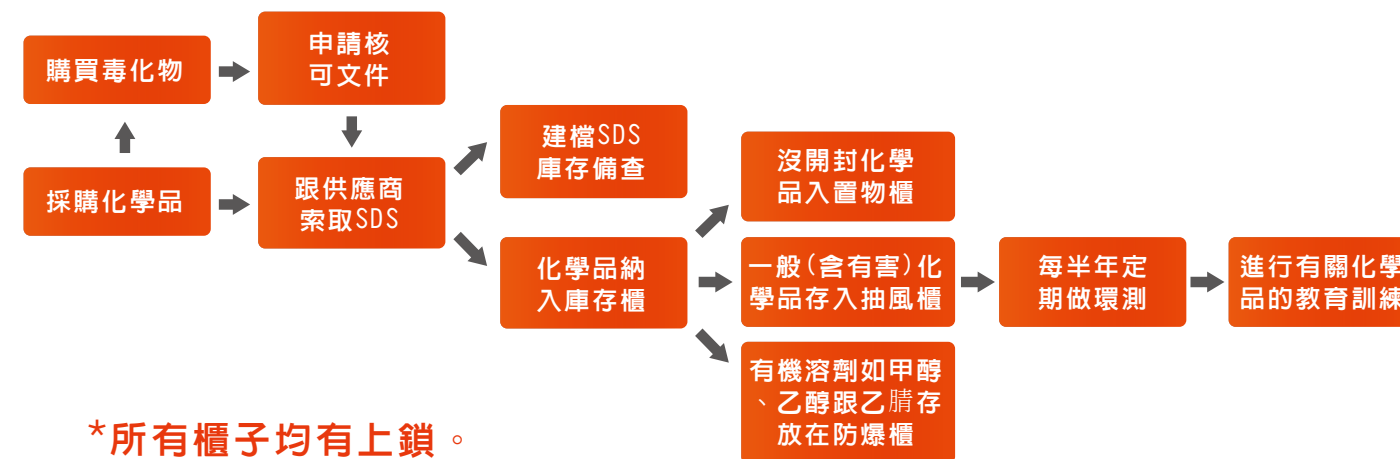 購買毒化物
申請核
可文件
採購化學品
跟供應商
索取SDS
建檔SDS
庫存備查
化學品納
入庫存櫃
沒開封化學
品入置物櫃
一般(含有害)化
學品存入抽風櫃
有機溶劑如甲醇
、乙醇跟乙腈存
放在防爆櫃
每半年定
期做環測
進行有關化學
品的教育訓練
*所有櫃子均有上鎖。